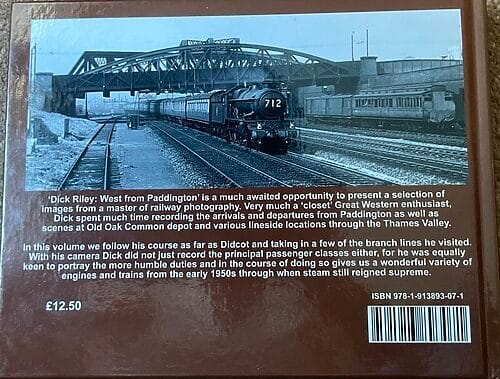 712
'Dick Riley: West from Paddington' is a much awaited opportunity to present a selection of
images from a master of railway photography. Very much a 'closet' Great Western enthusiast,
Dick spent much time recording the arrivals and departures from Paddington as well as
scenes at Old Oak Common depot and various lineside locations through the Thames Valley.
In this volume we follow his course as far as Didcot and taking in a few of the branch lines he visited.
With his camera Dick did not just record the principal passenger classes either, for he was equally
keen to portray the more humble duties and in the course of doing so gives us a wonderful variety of
engines and trains from the early 1950s through when steam still reigned supreme.
£12.50
ISBN 978-1-913893-07-1